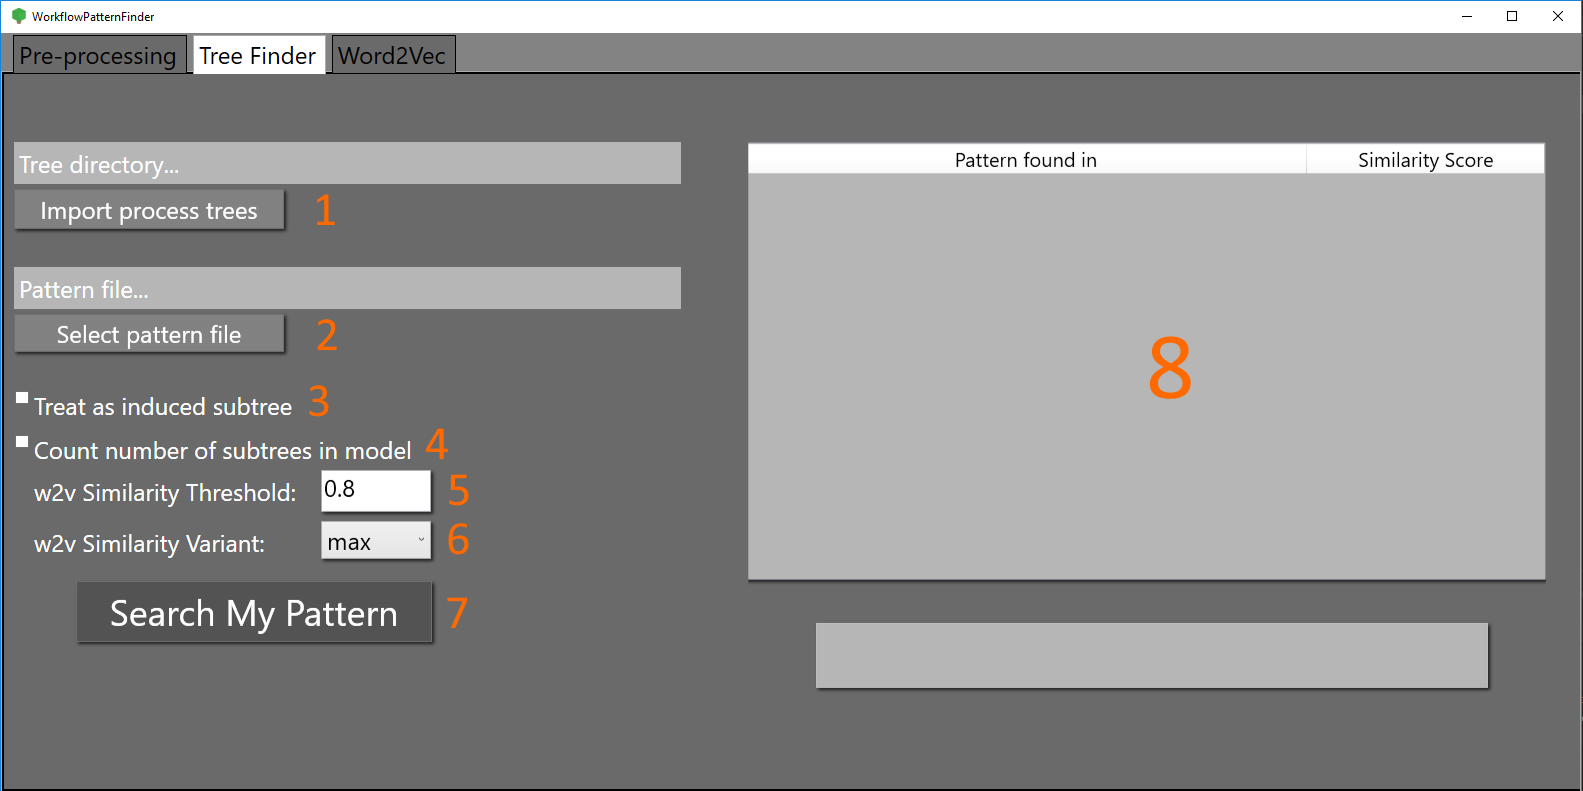 WorkflowPatternFinder
Pre-processing Tree Finder Word2Vec
Tree directory...
Import process trees 1
Pattern file...
Select pattern file 2
Treat as induced subtree 3
Count number of subtrees in model 4
w2v Similarity Threshold: 0.8 5
w2v Similarity Variant: max 6
Search My Pattern 7
Pattern found in Similarity Score
8